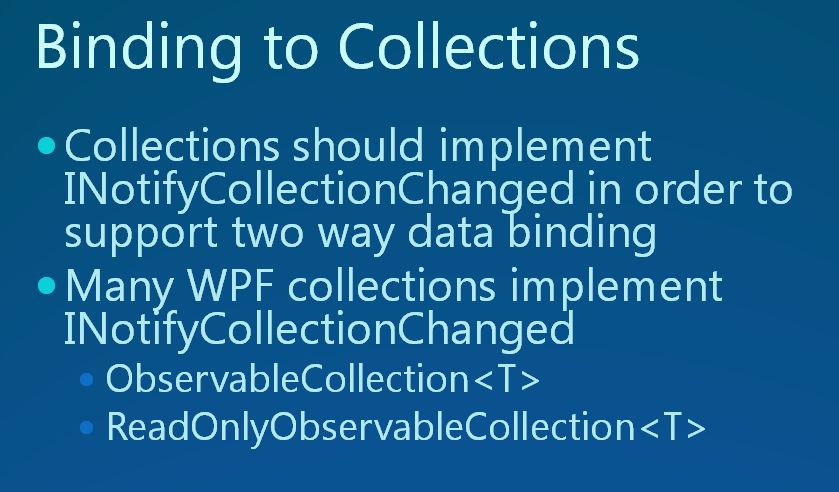 Binding to Collections
Collections should implement
INotifyCollectionChanged in order to
support two way data binding
Many WPF collections implement
INotifyCollectionChanged
ObservableCollection<T>
ReadOnlyObservableCollection<T>